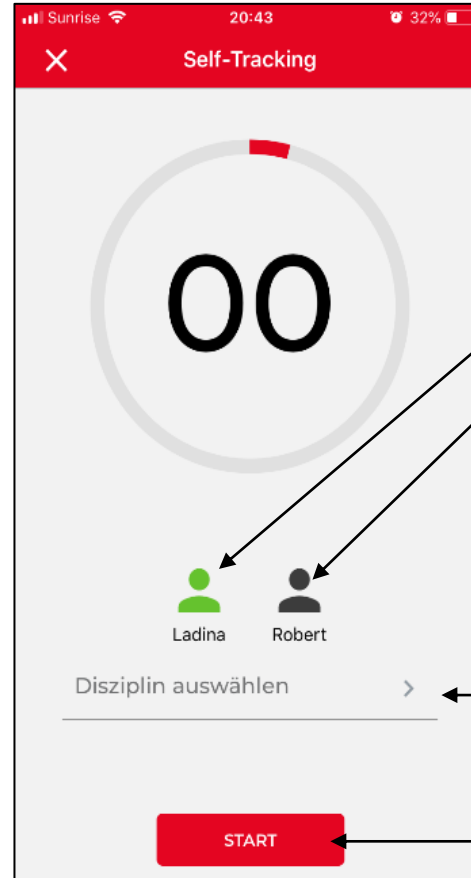 Sunrise 20:43 32%
Self-Tracking
00
Ladina Robert
Disziplin auswählen
START